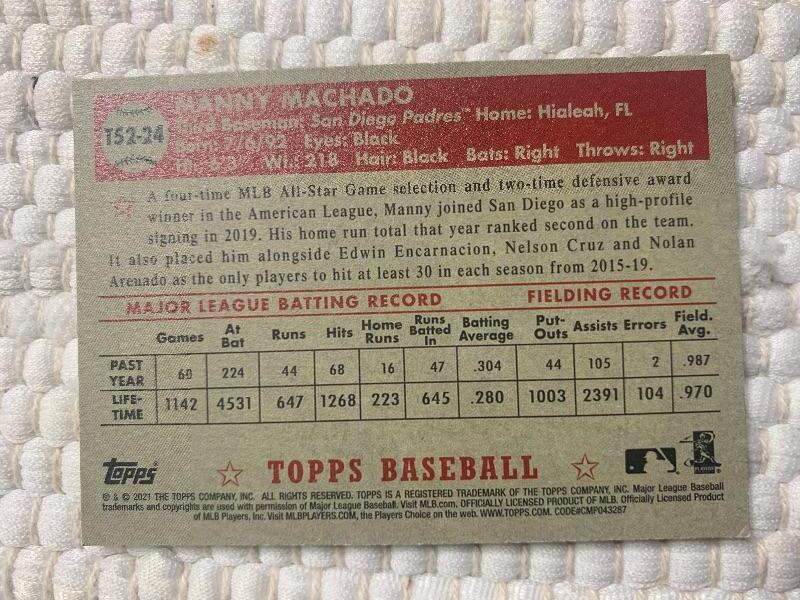 T52-24
MANNY MACHADO
Third Baseman: San Diego Padres™ Home: Hialeah, FL
Born: 7/6/92 Eyes: Black
Ht: 6'3" Wt.: 218 Hair: Black Bats: Right Throws: Right
A four-time MLB All-Star Game selection and two-time defensive award
winner in the American League, Manny joined San Diego as a high-profile
signing in 2019. His home run total that year ranked second on the team.
It also placed him alongside Edwin Encarnacion, Nelson Cruz and Nolan
Arenado as the only players to hit at least 30 in each season from 2015-19.
MAJOR LEAGUE BATTING RECORD FIELDING RECORD
Games At Bat Runs Hits Home Runs Runs Batted In Batting Average Put-Outs Assists Errors Field. Avg.
PAST YEAR 60 224 44 68 16 47 .304 44 105 2 .987
LIFE-TIME 1142 4531 647 1268 223 645 .280 1003 2391 104 .970
topps TOPPS BASEBALL PLAYERS
® & © 2021 THE TOPPS COMPANY, INC. ALL RIGHTS RESERVED. TOPPS IS A REGISTERED TRADEMARK OF THE TOPPS COMPANY, INC. Major League Baseball
trademarks and copyrights are used with permission of Major League Baseball. Visit MLB.com. OFFICIALLY LICENSED PRODUCT OF MLB PLAYERS, INC. Officially Licensed Product
of MLB Players, Inc. Visit MLBPLAYERS.COM, the Players Choice on the web. WWW.TOPPS.COM. CODE#CMP043287